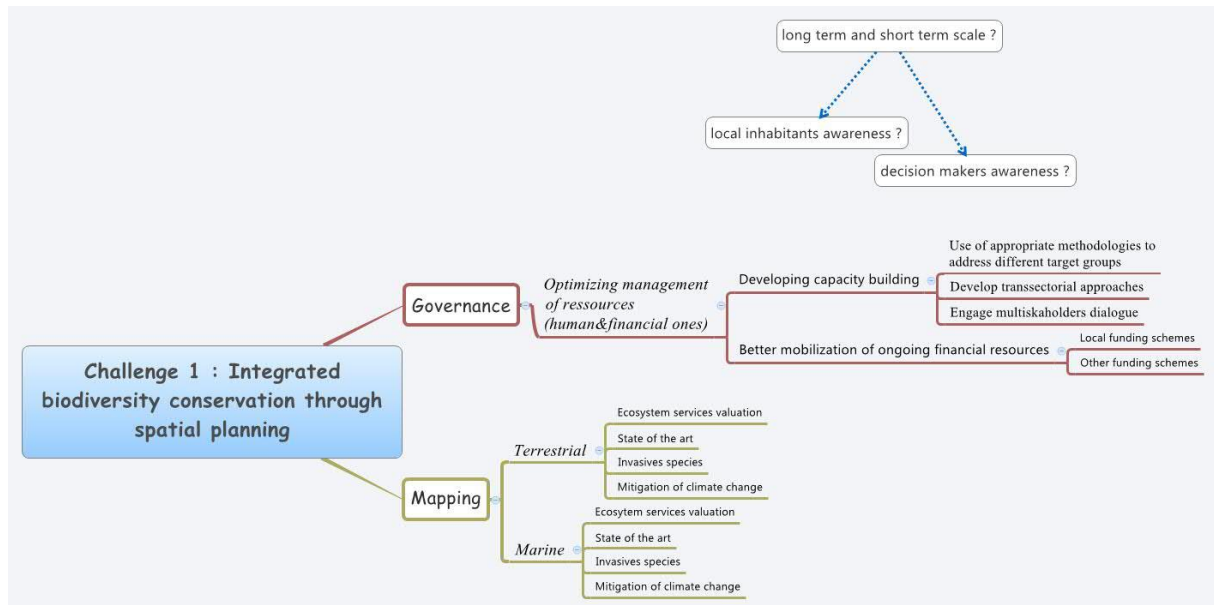 long term and short term scale ?
local inhabitants awareness ?
decision makers awareness ?
Challenge 1 : Integrated
biodiversity conservation through
spatial planning
Governance
Optimizing management
of ressources
(human&financial ones)
Developing capacity building
Use of appropriate methodologies to
address different target groups
Develop transsectorial approaches
Engage multiskaholders dialogue
Better mobilization of ongoing financial resources
Local funding schemes
Other funding schemes
Mapping
Terrestrial
Ecosystem services valuation
State of the art
Invasives species
Mitigation of climate change
Marine
Ecosytem services valuation
State of the art
Invasives species
Mitigation of climate change